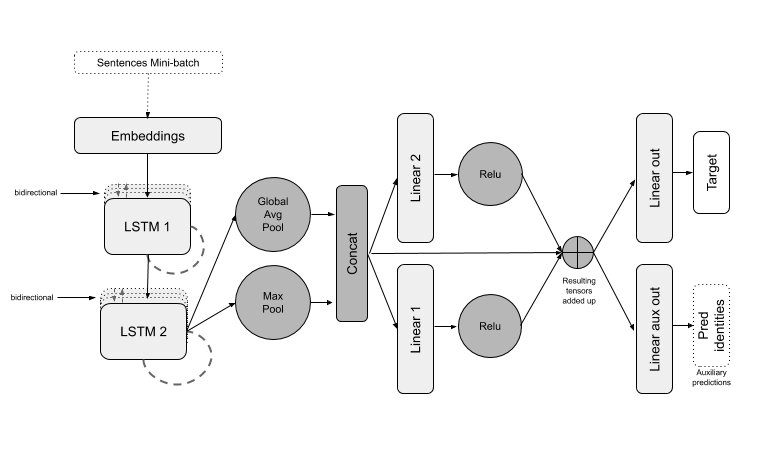 Sentences Mini-batch
Embeddings
bidirectional
LSTM 1
bidirectional
LSTM 2
Global
Avg
Pool
Max
Pool
Concat
Linear 2
Relu
Linear 1
Relu
Resulting
tensors
added up
Linear out
Target
Linear aux out
Pred
identities
Auxiliary
predictions